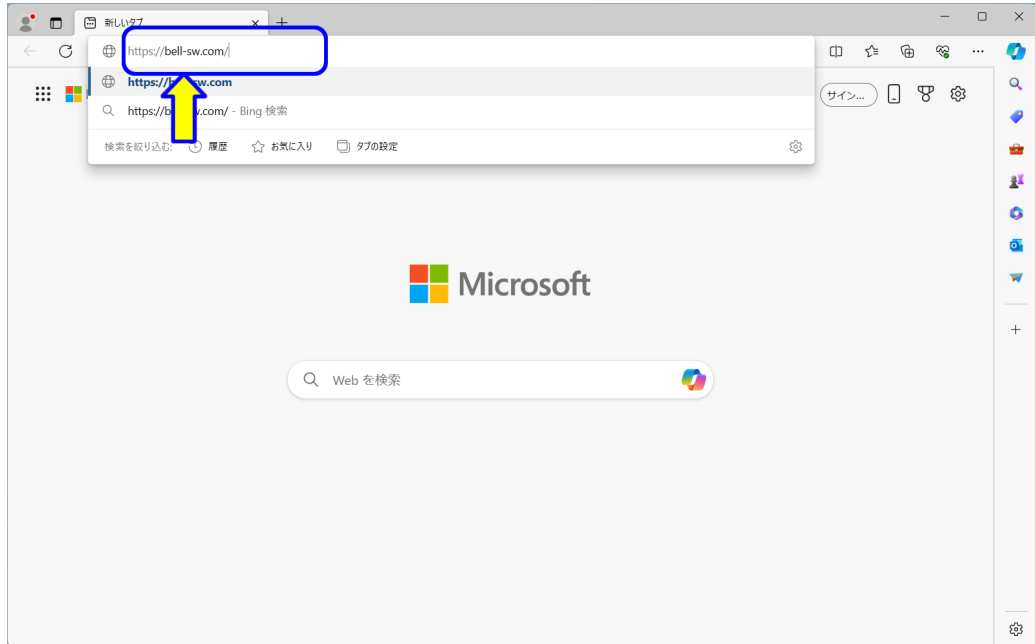 新しいタブ
https://bell-sw.com/
https://b sw.com
https://b w.com/ - Bing 検索
サイン...
検索を絞り込む: 履歴 お気に入り タブの設定
Microsoft
Web を検索